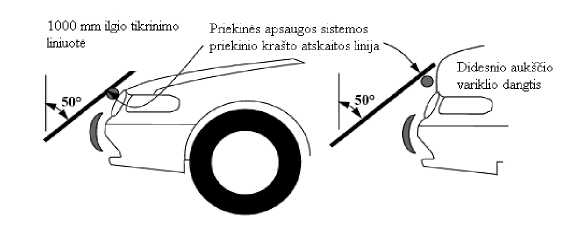 1000 mm ilgio tikrinimo
liniuotė
Priekinės apsaugos sistemos
priekinio krašto atskaitos linija
Didesnio aukščio
variklio dangtis
50°
50°